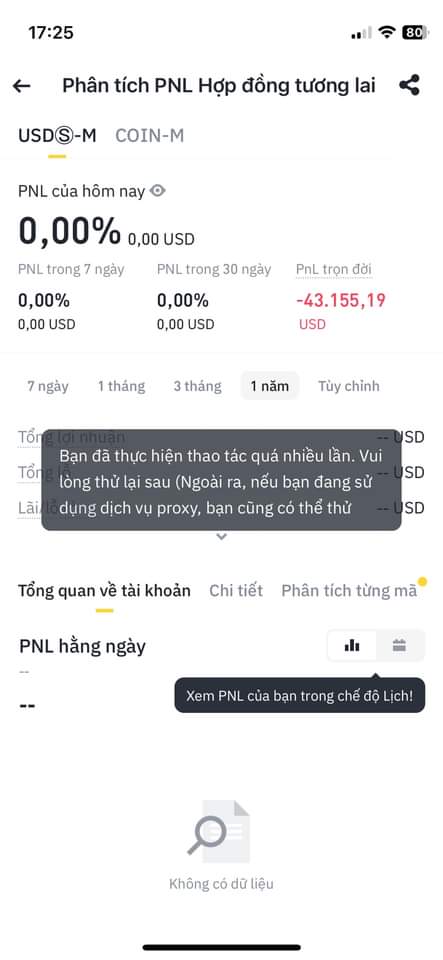 17:25
80
Phân tích PNL Hợp đồng tương lai
USDⓈ-M COIN-M
PNL của hôm nay
0,00% 0,00 USD
PNL trong 7 ngày PNL trong 30 ngày PnL trọn đời
0,00% 0,00% -43.155,19
0,00 USD 0,00 USD USD
7 ngày 1 tháng 3 tháng 1 năm Tùy chỉnh
Tổng lợi nhuận -- USD
Tổng lỗ -- USD
Lãi/lỗ -- USD
Bạn đã thực hiện thao tác quá nhiều lần. Vui
lòng thử lại sau (Ngoài ra, nếu bạn đang sử
dụng dịch vụ proxy, bạn cũng có thể thử
Tổng quan về tài khoản Chi tiết Phân tích từng mã
PNL hằng ngày
--
--
Xem PNL của bạn trong chế độ Lịch!
Không có dữ liệu